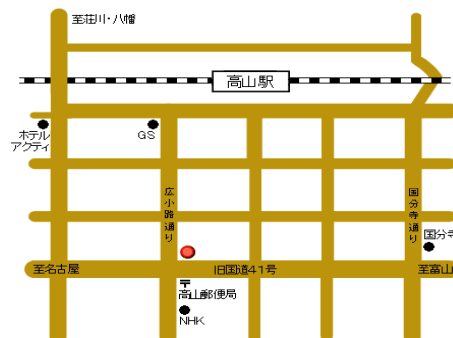 至荘川・八幡
高山駅
ホテル
アクティ
GS
広小路通り
国分寺通り
国分寺
至名古屋
旧国道41号
至富山
〒
高山郵便局
NHK